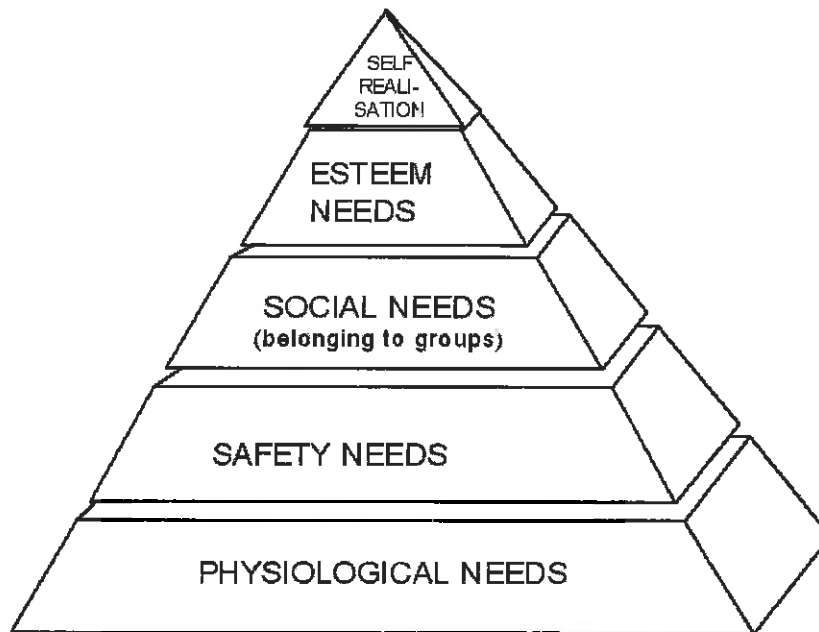 SELF
REALI-
SATION
ESTEEM
NEEDS
SOCIAL NEEDS
(belonging to groups)
SAFETY NEEDS
PHYSIOLOGICAL NEEDS